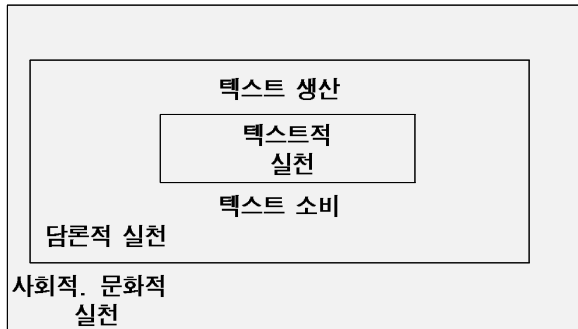 텍스트 생산
텍스트적
실천
텍스트 소비
담론적 실천
사회적. 문화적
실천